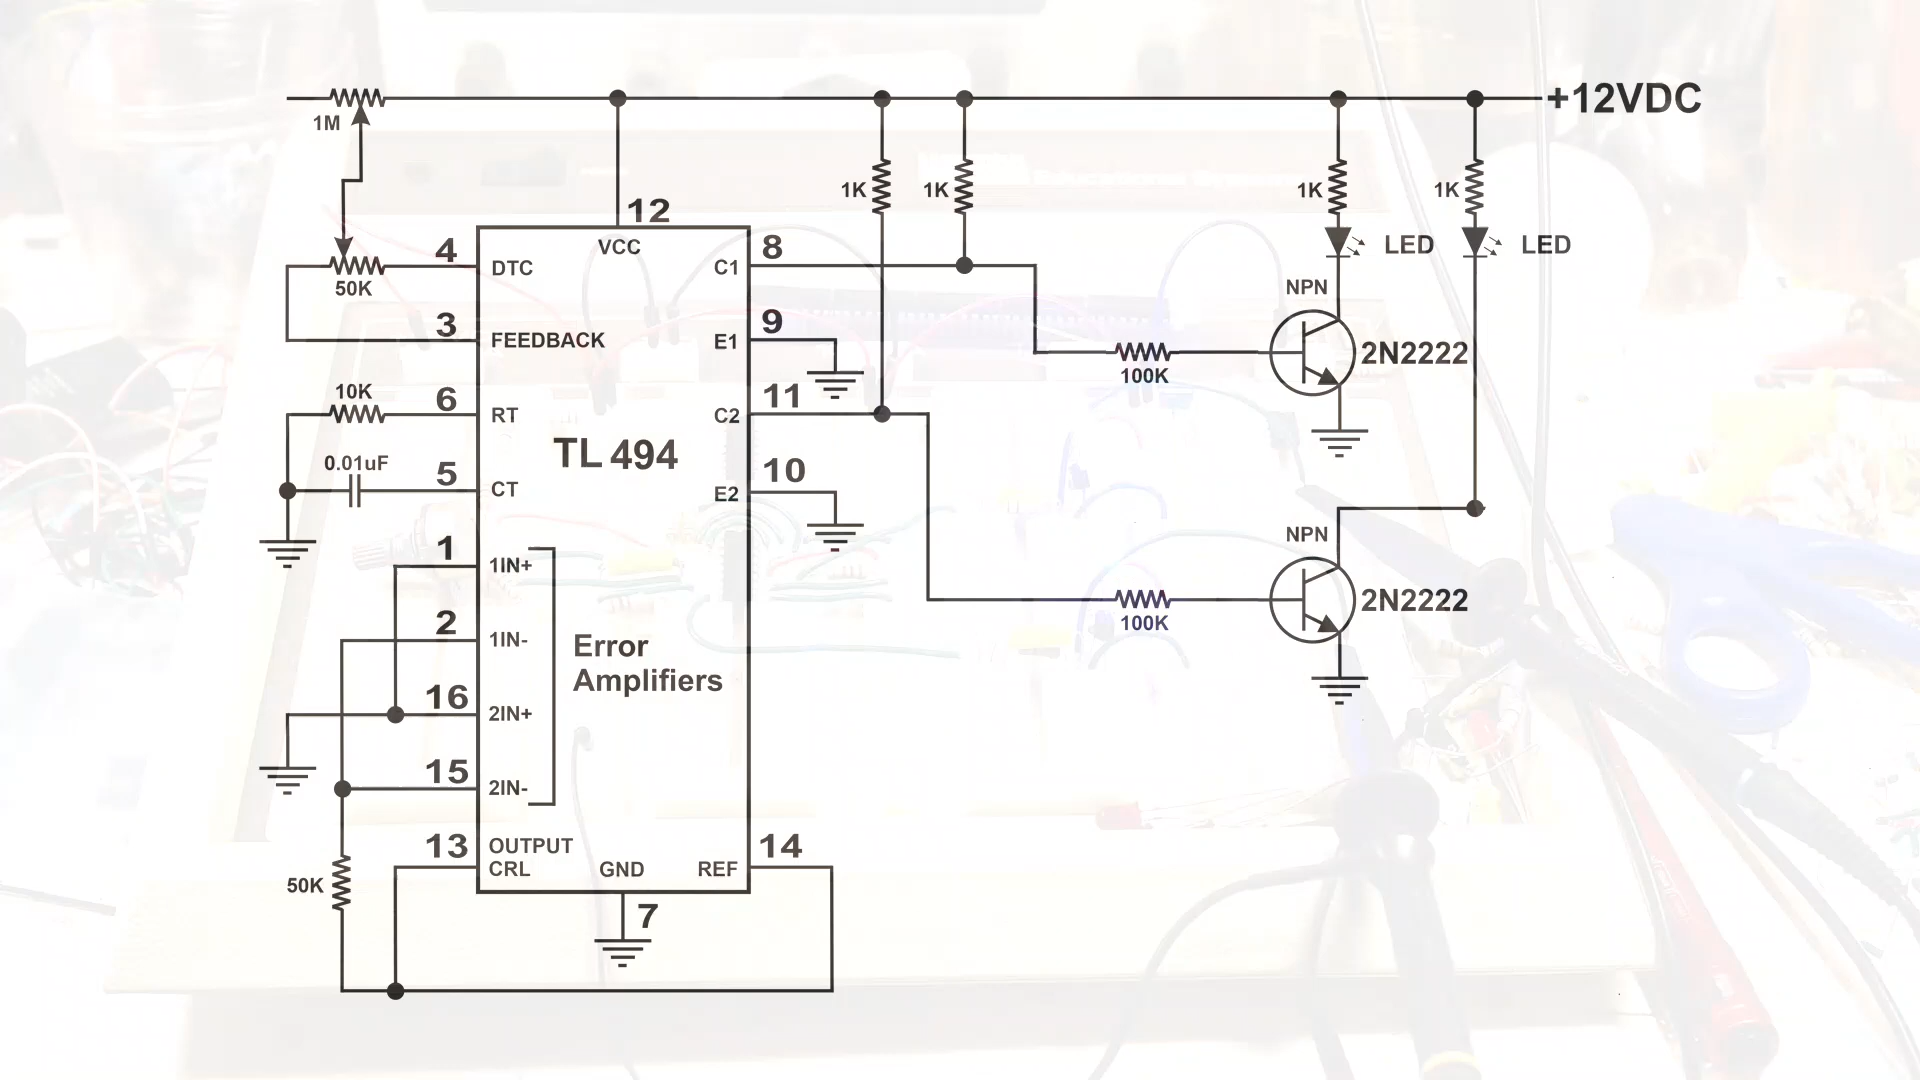 +12VDC
1M
1K
1K
1K
1K
12
VCC
4
DTC
50K
8
C1
LED
LED
NPN
3
FEEDBACK
9
E1
2N2222
100K
10K
6
RT
11
C2
TL 494
0.01uF
5
CT
10
E2
NPN
1
1IN+
2N2222
100K
2
1IN-
Error
Amplifiers
16
2IN+
15
2IN-
13
OUTPUT
CRL
GND
REF
14
50K
7